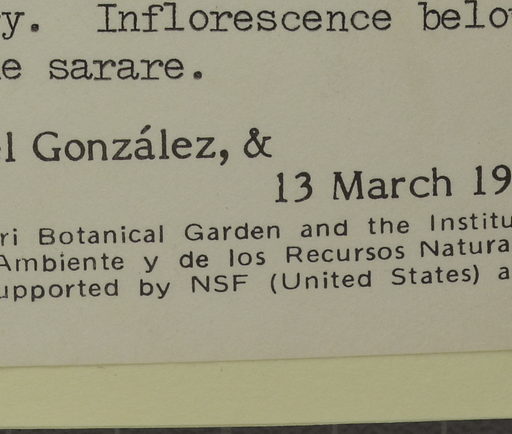 y. Inflorescence belo
e sarare.
l González, &
13 March 19
ri Botanical Garden and the Institu
Ambiente y de los Recursos Natura
upported by NSF (United States) a